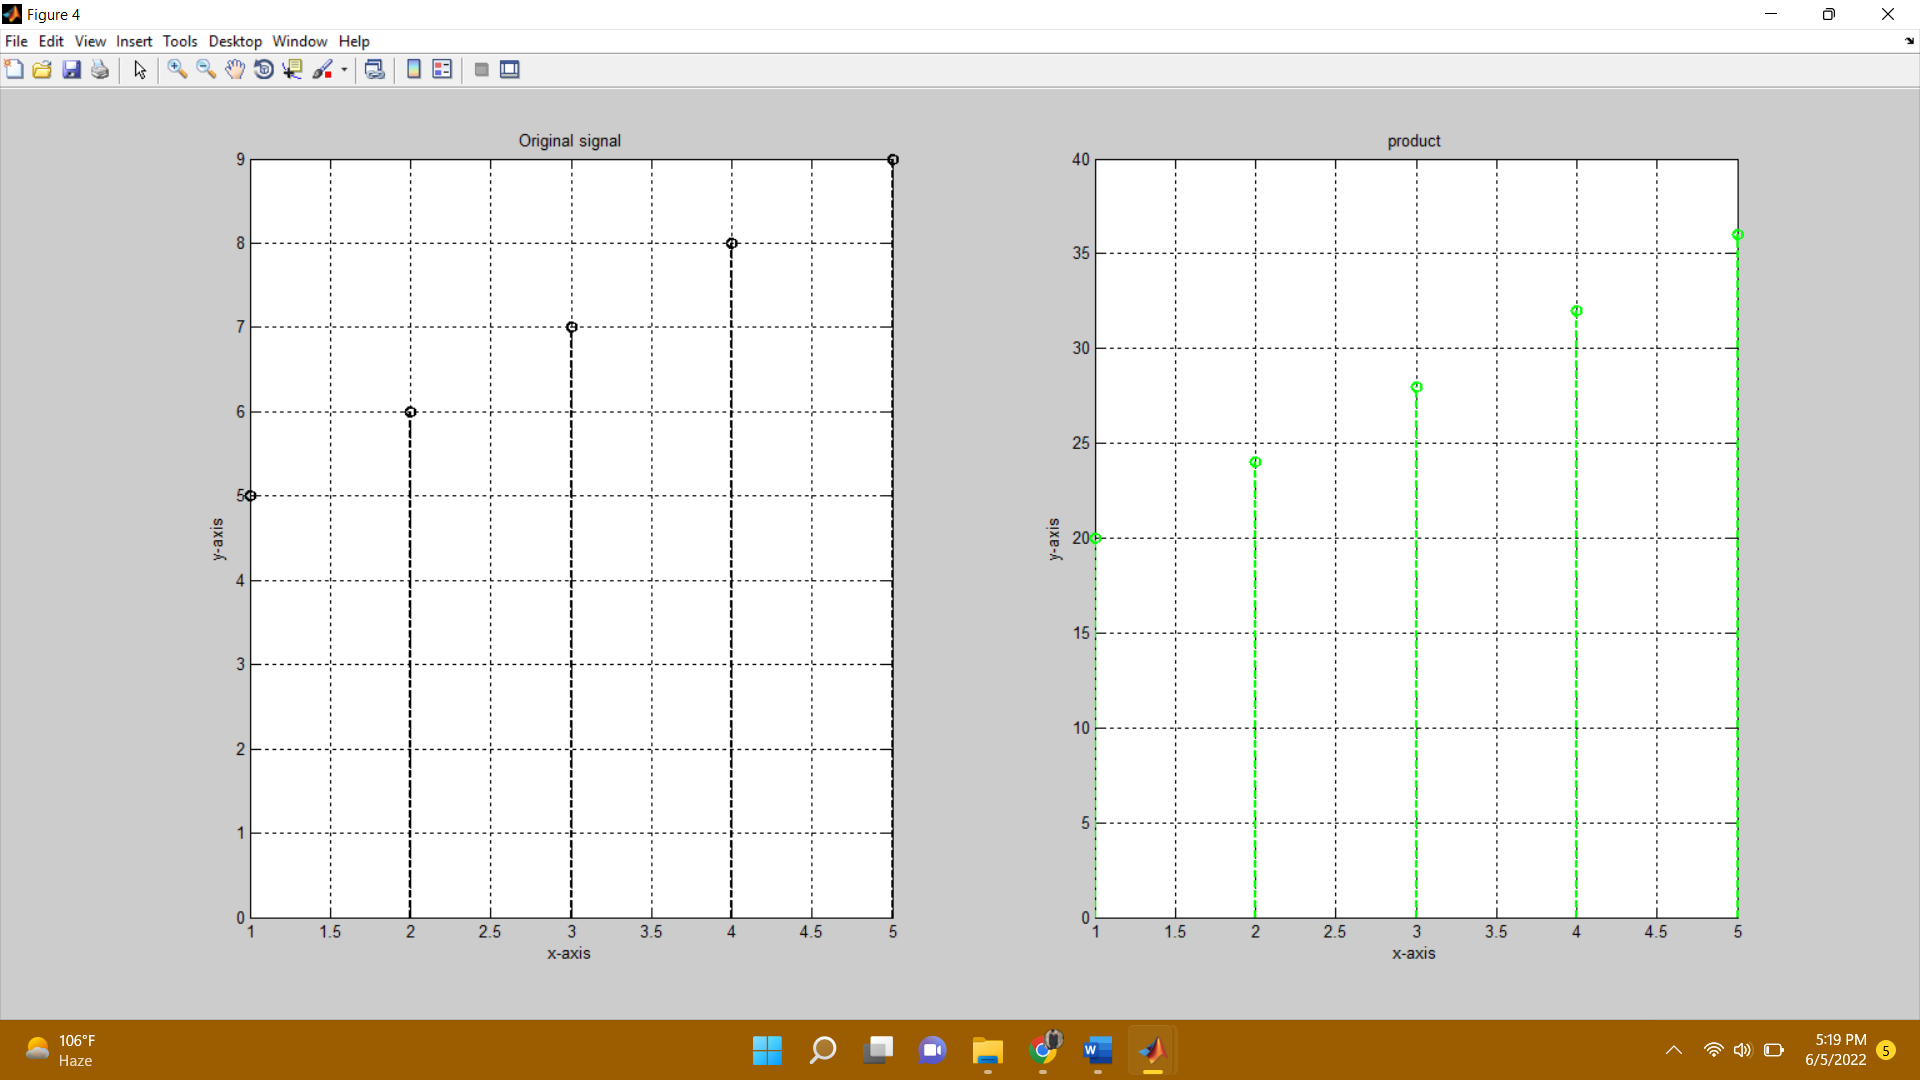 Figure 4
File Edit View Insert Tools Desktop Window Help
Original signal
9
8
7
6
5
4
3
2
1
0
y-axis
1 1.5 2 2.5 3 3.5 4 4.5 5
x-axis
product
40
35
30
25
20
15
10
5
0
y-axis
1 1.5 2 2.5 3 3.5 4 4.5 5
x-axis
106°F
Haze
W
5:19 PM
6/5/2022
5